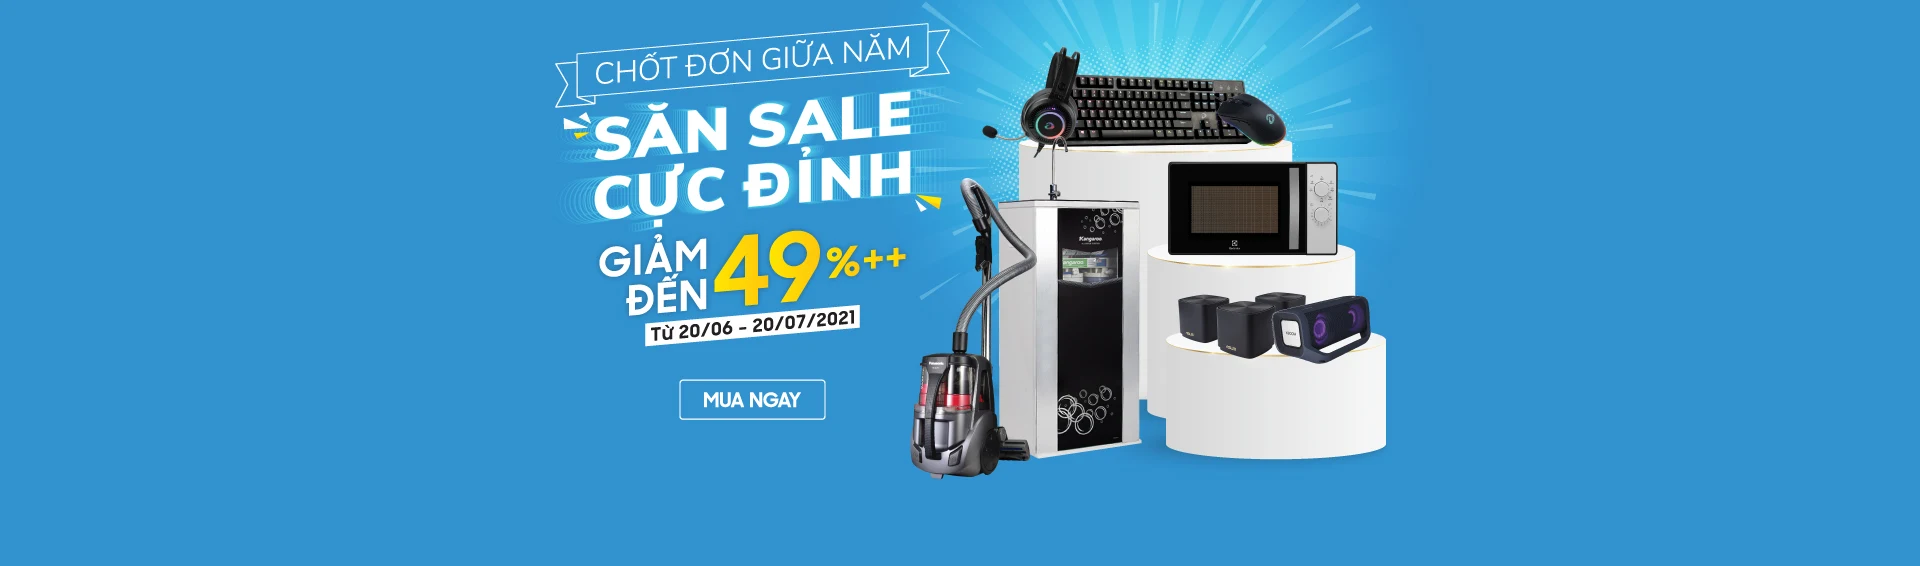 CHỐT ĐƠN GIỮA NĂM
SĂN SALE
CỰC ĐỈNH
GIẢM
ĐẾN
49%++
Từ 20/06 - 20/07/2021
MUA NGAY
Kangaroo